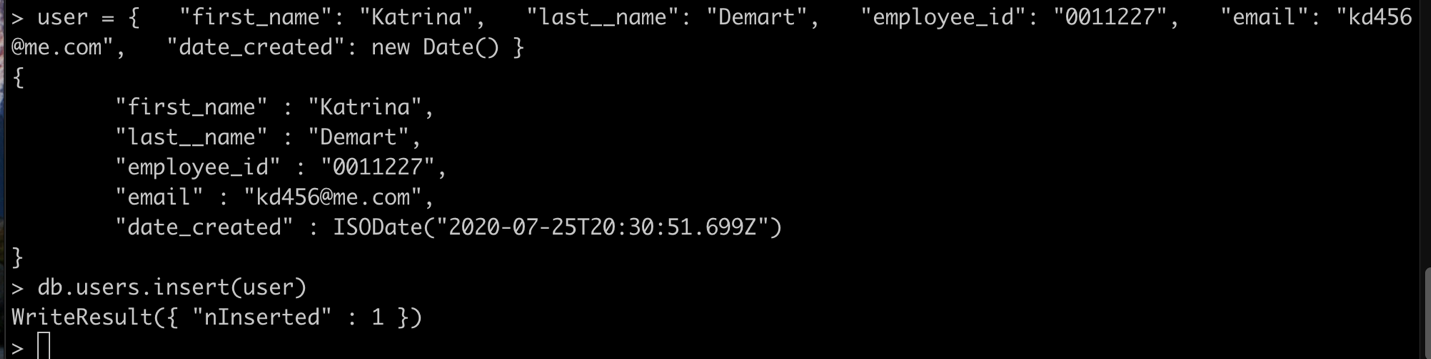 > user = {   "first_name": "Katrina",   "last__name": "Demart",   "employee_id": "0011227",   "email": "kd456
@me.com",   "date_created": new Date() }
{
        "first_name" : "Katrina",
        "last__name" : "Demart",
        "employee_id" : "0011227",
        "email" : "kd456@me.com",
        "date_created" : ISODate("2020-07-25T20:30:51.699Z")
}
> db.users.insert(user)
WriteResult({ "nInserted" : 1 })
>